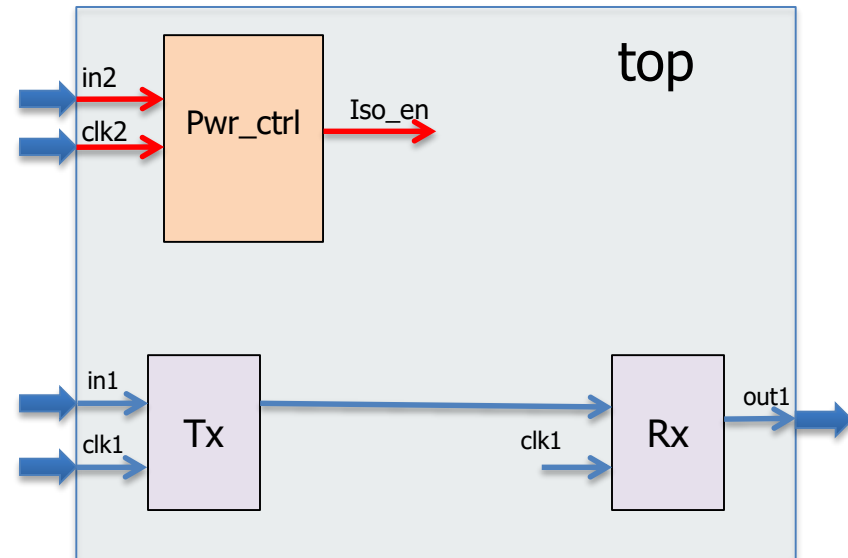 top
in2
clk2
Pwr_ctrl
Iso_en
in1
clk1
Tx
clk1
Rx
out1